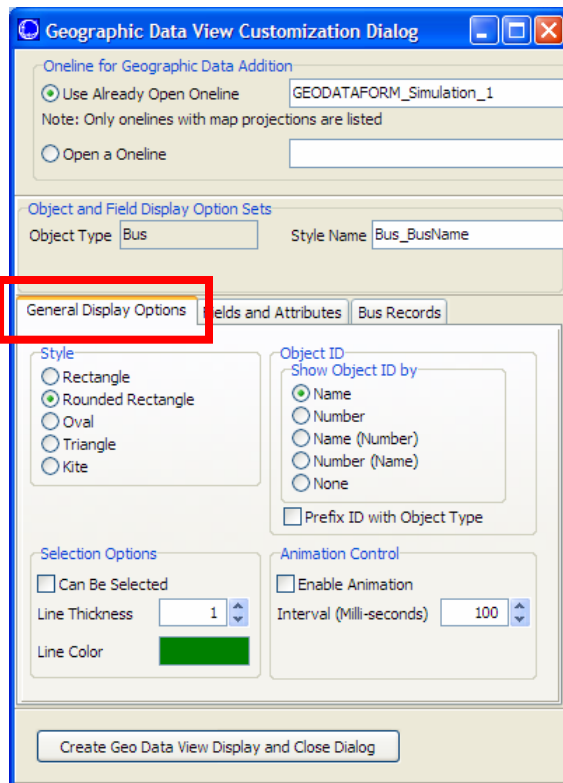 Geographic Data View Customization Dialog
Oneline for Geographic Data Addition
Use Already Open Oneline GEODATAFORM_Simulation_1
Note: Only onelines with map projections are listed
Open a Oneline
Object and Field Display Option Sets
Object Type Bus Style Name Bus_BusName
General Display Options Fields and Attributes Bus Records
Style
Rectangle
Rounded Rectangle
Oval
Triangle
Kite
Object ID
Show Object ID by
Name
Number
Name (Number)
Number (Name)
None
Prefix ID with Object Type
Selection Options
Can Be Selected
Line Thickness 1
Line Color
Animation Control
Enable Animation
Interval (Milli-seconds) 100
Create Geo Data View Display and Close Dialog